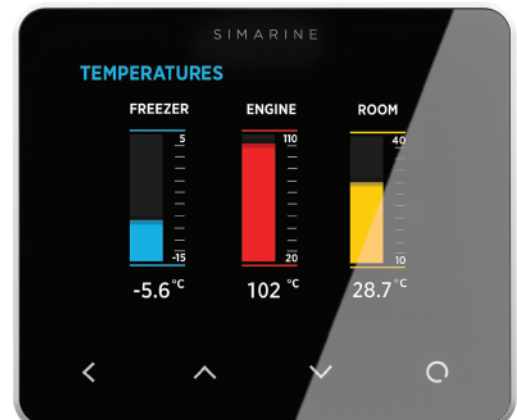 SIMARINE
TEMPERATURES
FREEZER ENGINE ROOM
5 110 40
-15 20 10
-5.6°C 102 °C 28.7°C